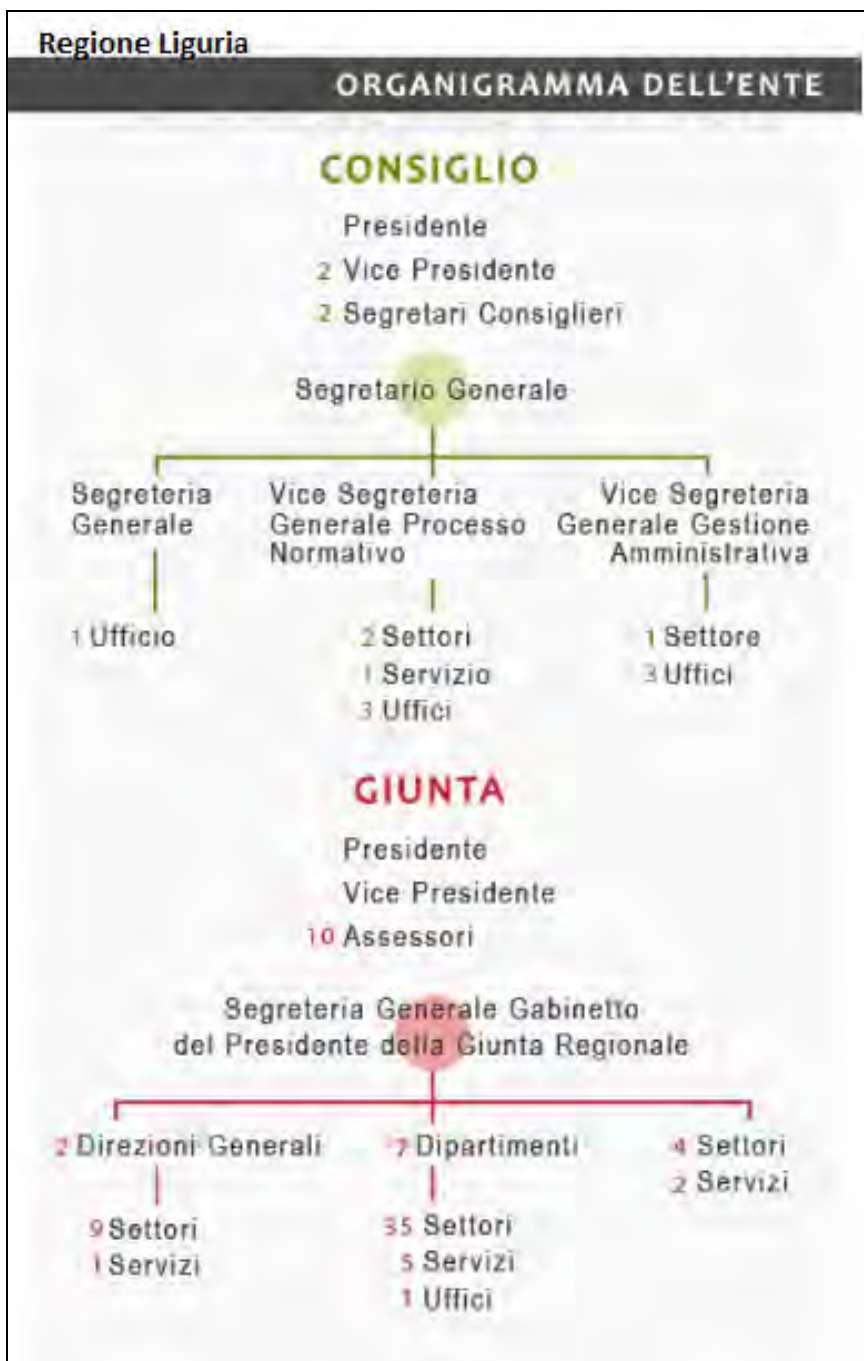 Regione Liguria
ORGANIGRAMMA DELL'ENTE
CONSIGLIO
Presidente
2 Vice Presidente
2 Segretari Consiglieri
Segretario Generale
Segreteria
Generale
1 Ufficio
Vice Segreteria
Generale Processo
Normativo
2 Settori
1 Servizio
3 Uffici
Vice Segreteria
Generale Gestione
Amministrativa
1 Settore
3 Uffici
GIUNTA
Presidente
Vice Presidente
10 Assessori
Segreteria Generale Gabinetto
del Presidente della Giunta Regionale
2 Direzioni Generali
9 Settori
1 Servizi
7 Dipartimenti
35 Settori
5 Servizi
1 Uffici
4 Settori
2 Servizi